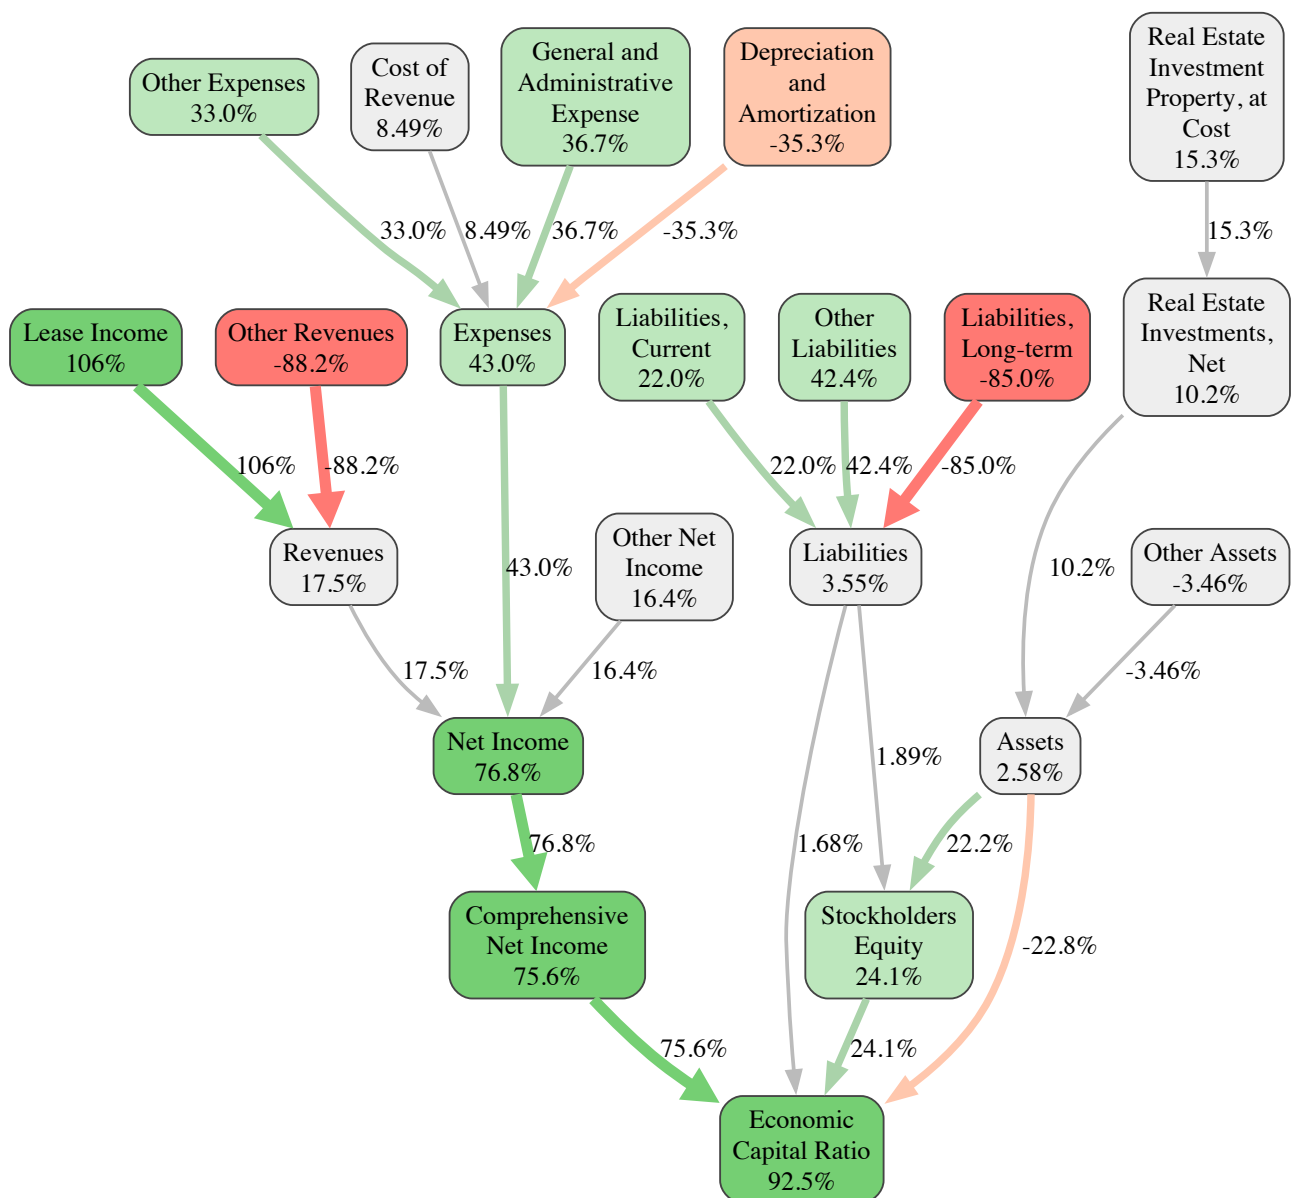 Other Expenses
33.0%
Cost of
Revenue
8.49%
General and
Administrative
Expense
36.7%
Depreciation
and
Amortization
-35.3%
Real Estate
Investment
Property, at
Cost
15.3%
33.0%
8.49%
36.7%
-35.3%
15.3%
Lease Income
106%
Other Revenues
-88.2%
Expenses
43.0%
Liabilities,
Current
22.0%
Other
Liabilities
42.4%
Liabilities,
Long-term
-85.0%
Real Estate
Investments,
Net
10.2%
106%
-88.2%
22.0%
42.4%
-85.0%
Revenues
17.5%
43.0%
Other Net
Income
16.4%
Liabilities
3.55%
10.2%
Other Assets
-3.46%
17.5%
16.4%
-3.46%
Net Income
76.8%
1.89%
Assets
2.58%
76.8%
1.68%
22.2%
Comprehensive
Net Income
75.6%
Stockholders
Equity
24.1%
-22.8%
75.6%
24.1%
Economic
Capital Ratio
92.5%